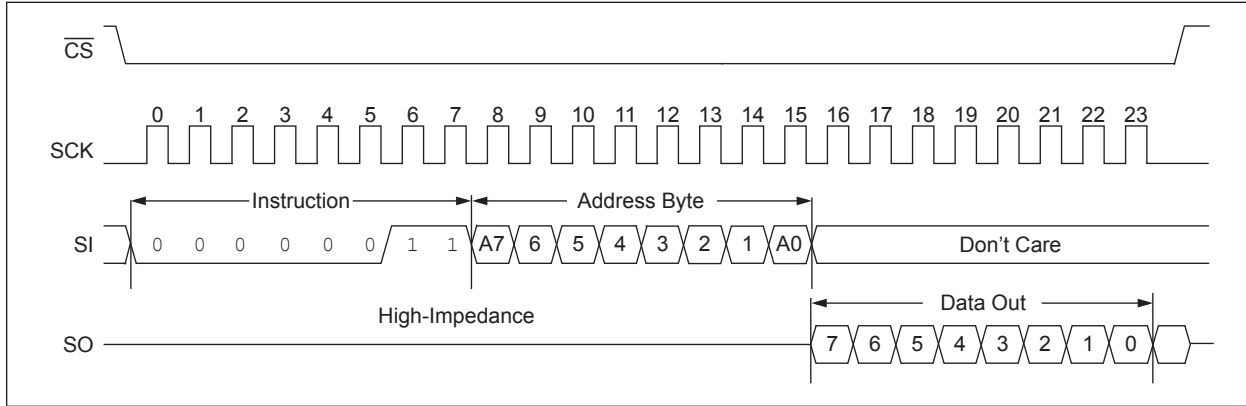 CS
0 1 2 3 4 5 6 7 8 9 10 11 12 13 14 15 16 17 18 19 20 21 22 23
SCK
Instruction Address Byte
SI 0 0 0 0 0 0 1 1 A7 6 5 4 3 2 1 A0 Don't Care
High-Impedance Data Out
SO 7 6 5 4 3 2 1 0